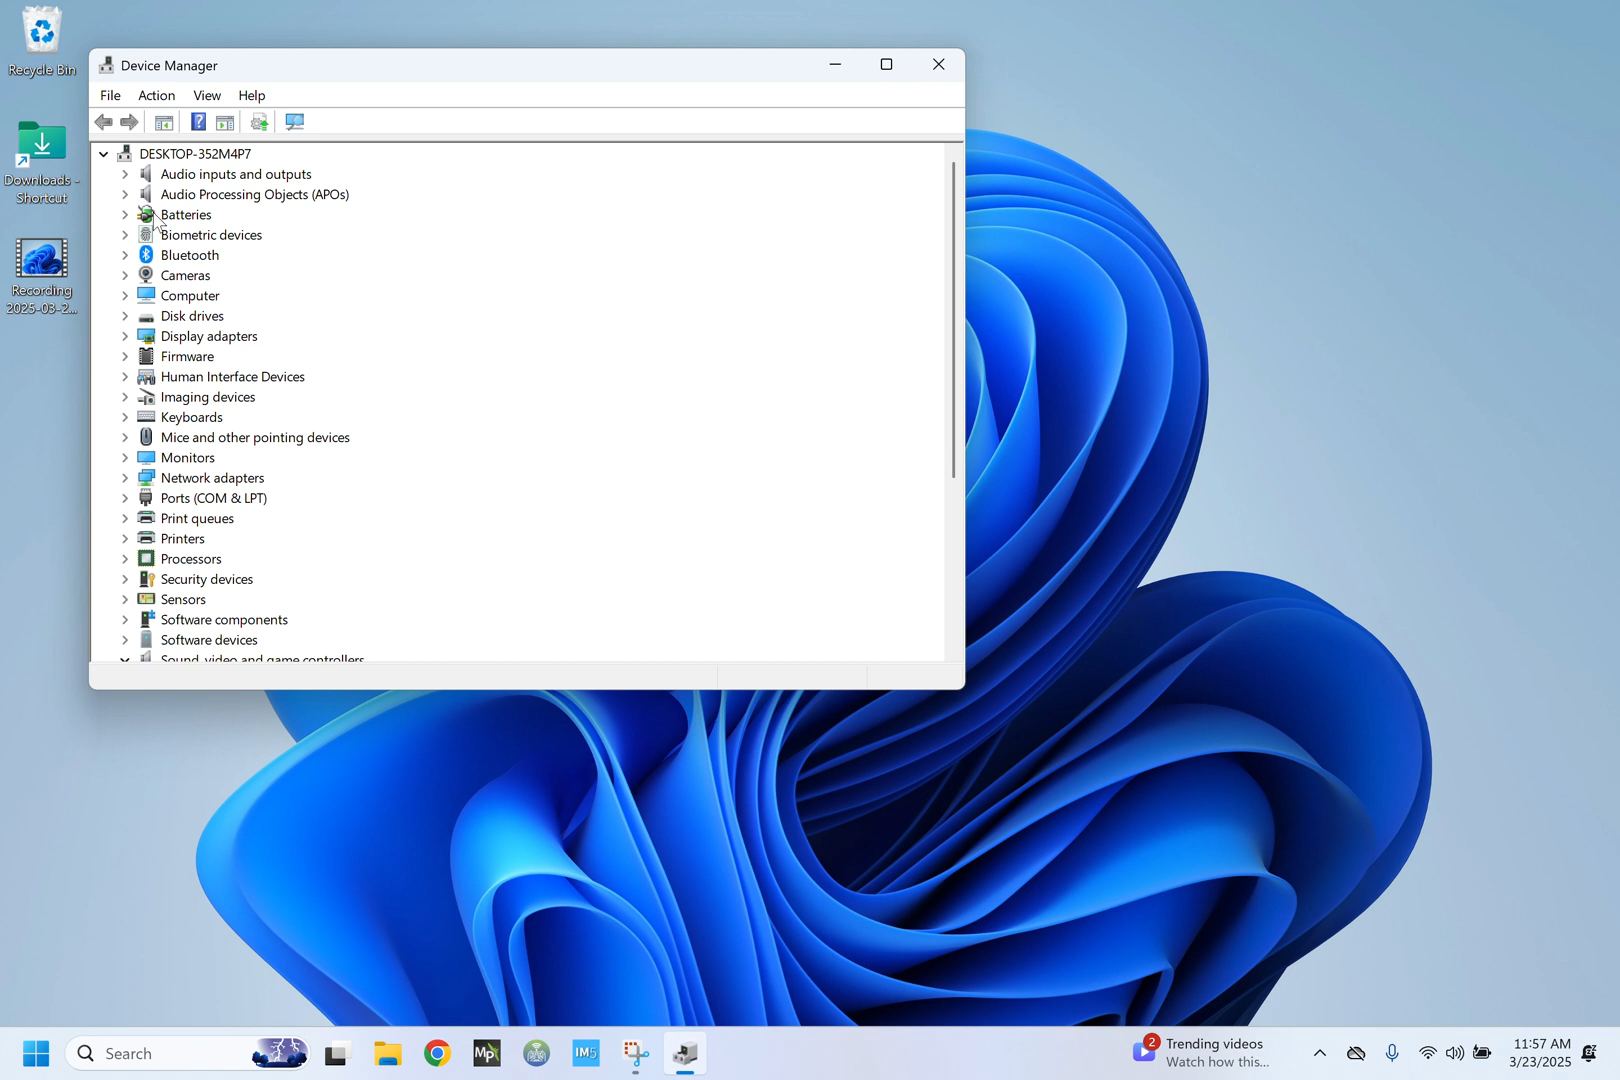 Recycle Bin
Downloads -
Shortcut
Recording
2025-03-2...
Device Manager
File Action View Help
DESKTOP-352M4P7
Audio inputs and outputs
Audio Processing Objects (APOs)
Batteries
Biometric devices
Bluetooth
Cameras
Computer
Disk drives
Display adapters
Firmware
Human Interface Devices
Imaging devices
Keyboards
Mice and other pointing devices
Monitors
Network adapters
Ports (COM & LPT)
Print queues
Printers
Processors
Security devices
Sensors
Software components
Software devices
Sound, video and game controllers
Search
Mp
IM5
2
Trending videos
Watch how this...
11:57 AM
3/23/2025